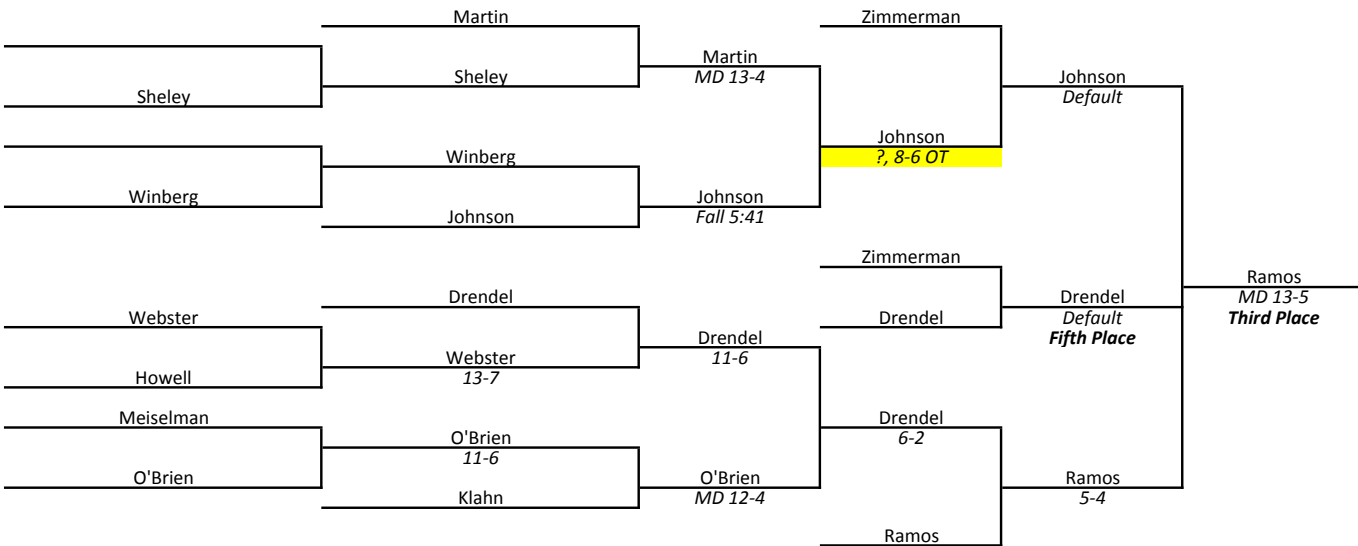 Martin
Zimmerman
Martin
MD 13-4
Sheley
Johnson
Default
Sheley
Johnson
?, 8-6 OT
Winberg
Winberg
Johnson
Fall 5:41
Johnson
Zimmerman
Ramos
MD 13-5
Third Place
Drendel
Drendel
Default
Fifth Place
Webster
Drendel
Drendel
11-6
Webster
13-7
Howell
Meiselman
Drendel
6-2
O'Brien
11-6
O'Brien
O'Brien
MD 12-4
Ramos
5-4
Klahn
Ramos